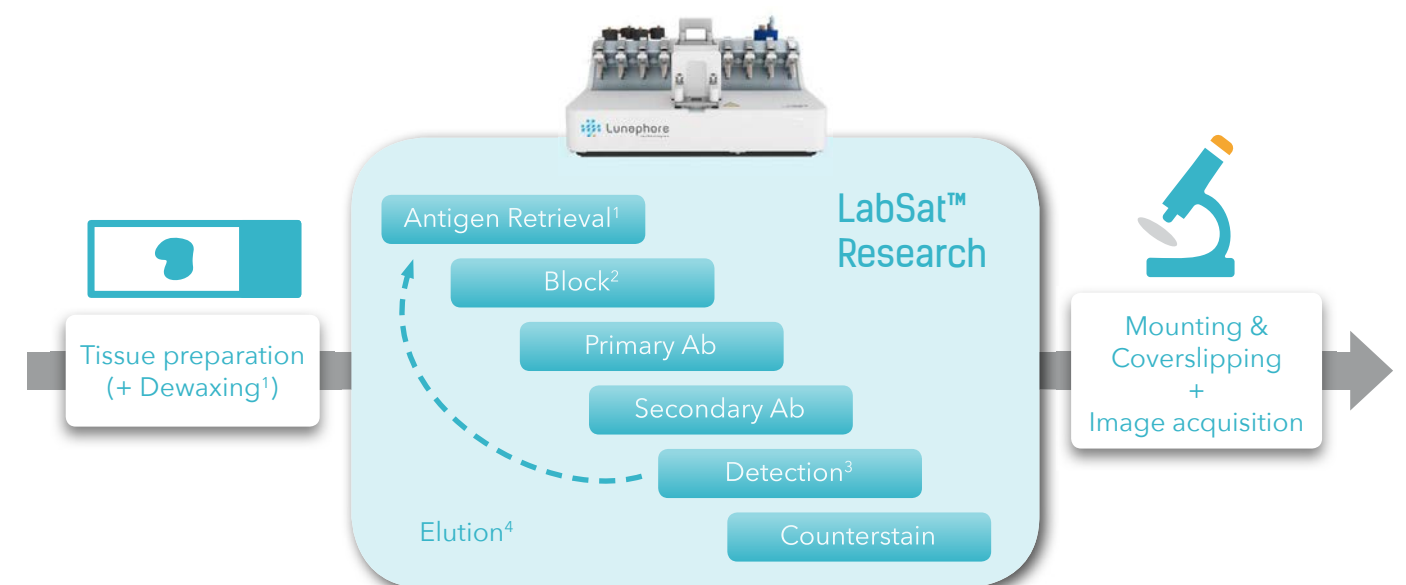 Lunaphore
Antigen Retrieval¹
LabSat™
Research
Block²
Primary Ab
Secondary Ab
Detection³
Counterstain
Elution⁴
Tissue preparation
(+ Dewaxing¹)
Mounting &
Coverslipping
+
Image acquisition